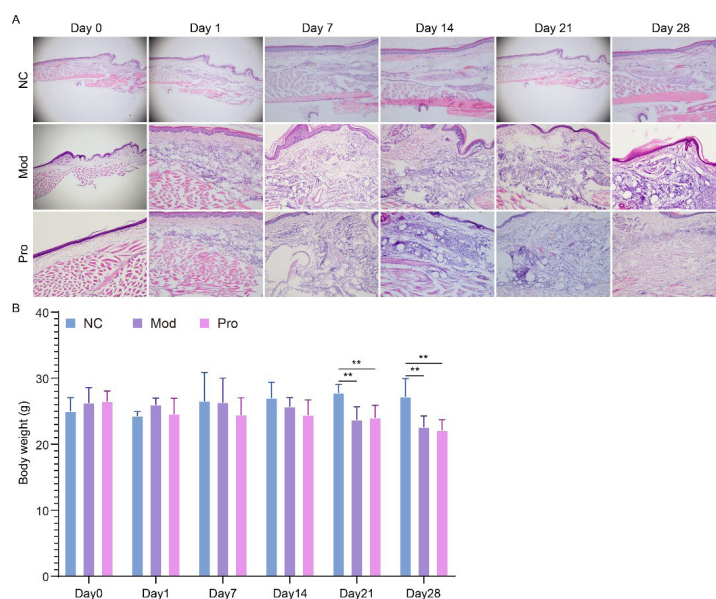 A
Day 0 Day 1 Day 7 Day 14 Day 21 Day 28
NC
Mod
Pro
B
NC Mod Pro
Body weight (g)
40
30
20
10
0
** **
** **
Day0 Day1 Day7 Day14 Day21 Day28